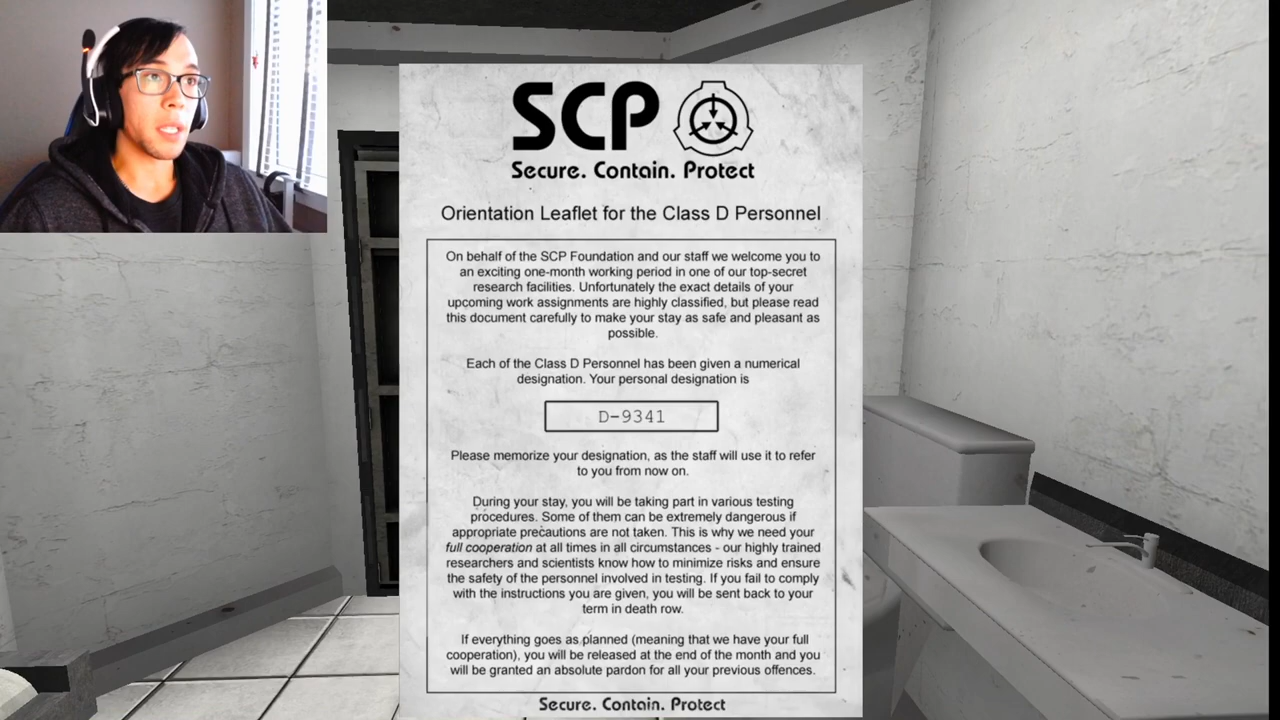 SCP
Secure. Contain. Protect
Orientation Leaflet for the Class D Personnel
On behalf of the SCP Foundation and our staff we welcome you to
an exciting one-month working period in one of our top-secret
research facilities. Unfortunately the exact details of your
upcoming work assignments are highly classified, but please read
this document carefully to make your stay as safe and pleasant as
possible.
Each of the Class D Personnel has been given a numerical
designation. Your personal designation is
D-9341
Please memorize your designation, as the staff will use it to refer
to you from now on.
During your stay, you will be taking part in various testing
procedures. Some of them can be extremely dangerous if
appropriate precautions are not taken. This is why we need your
full cooperation at all times in all circumstances - our highly trained
researchers and scientists know how to minimize risks and ensure
the safety of the personnel involved in testing. If you fail to comply
with the instructions you are given, you will be sent back to your
term in death row.
If everything goes as planned (meaning that we have your full
cooperation), you will be released at the end of the month and you
will be granted an absolute pardon for all your previous offences.
Secure. Contain. Protect